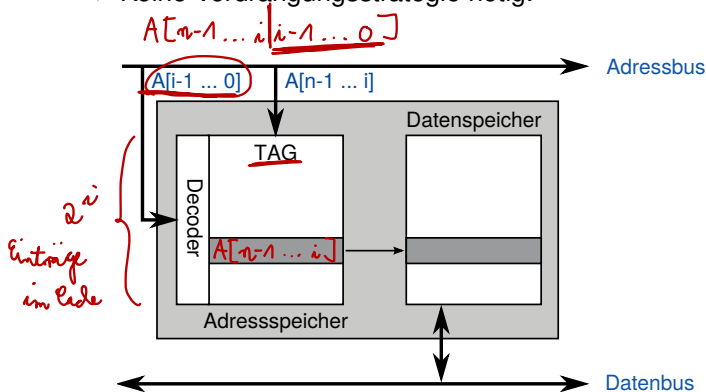 Keine Verdrängungsstrategie nötig.
A[n-1 ... i|i-1 ... 0]
Adressbus
A[i-1 ... 0] A[n-1 ... i]
Datenspeicher
TAG
Decoder
2^i
Einträge
im
A[n-1 ... i]
Adressspeicher
Datenbus